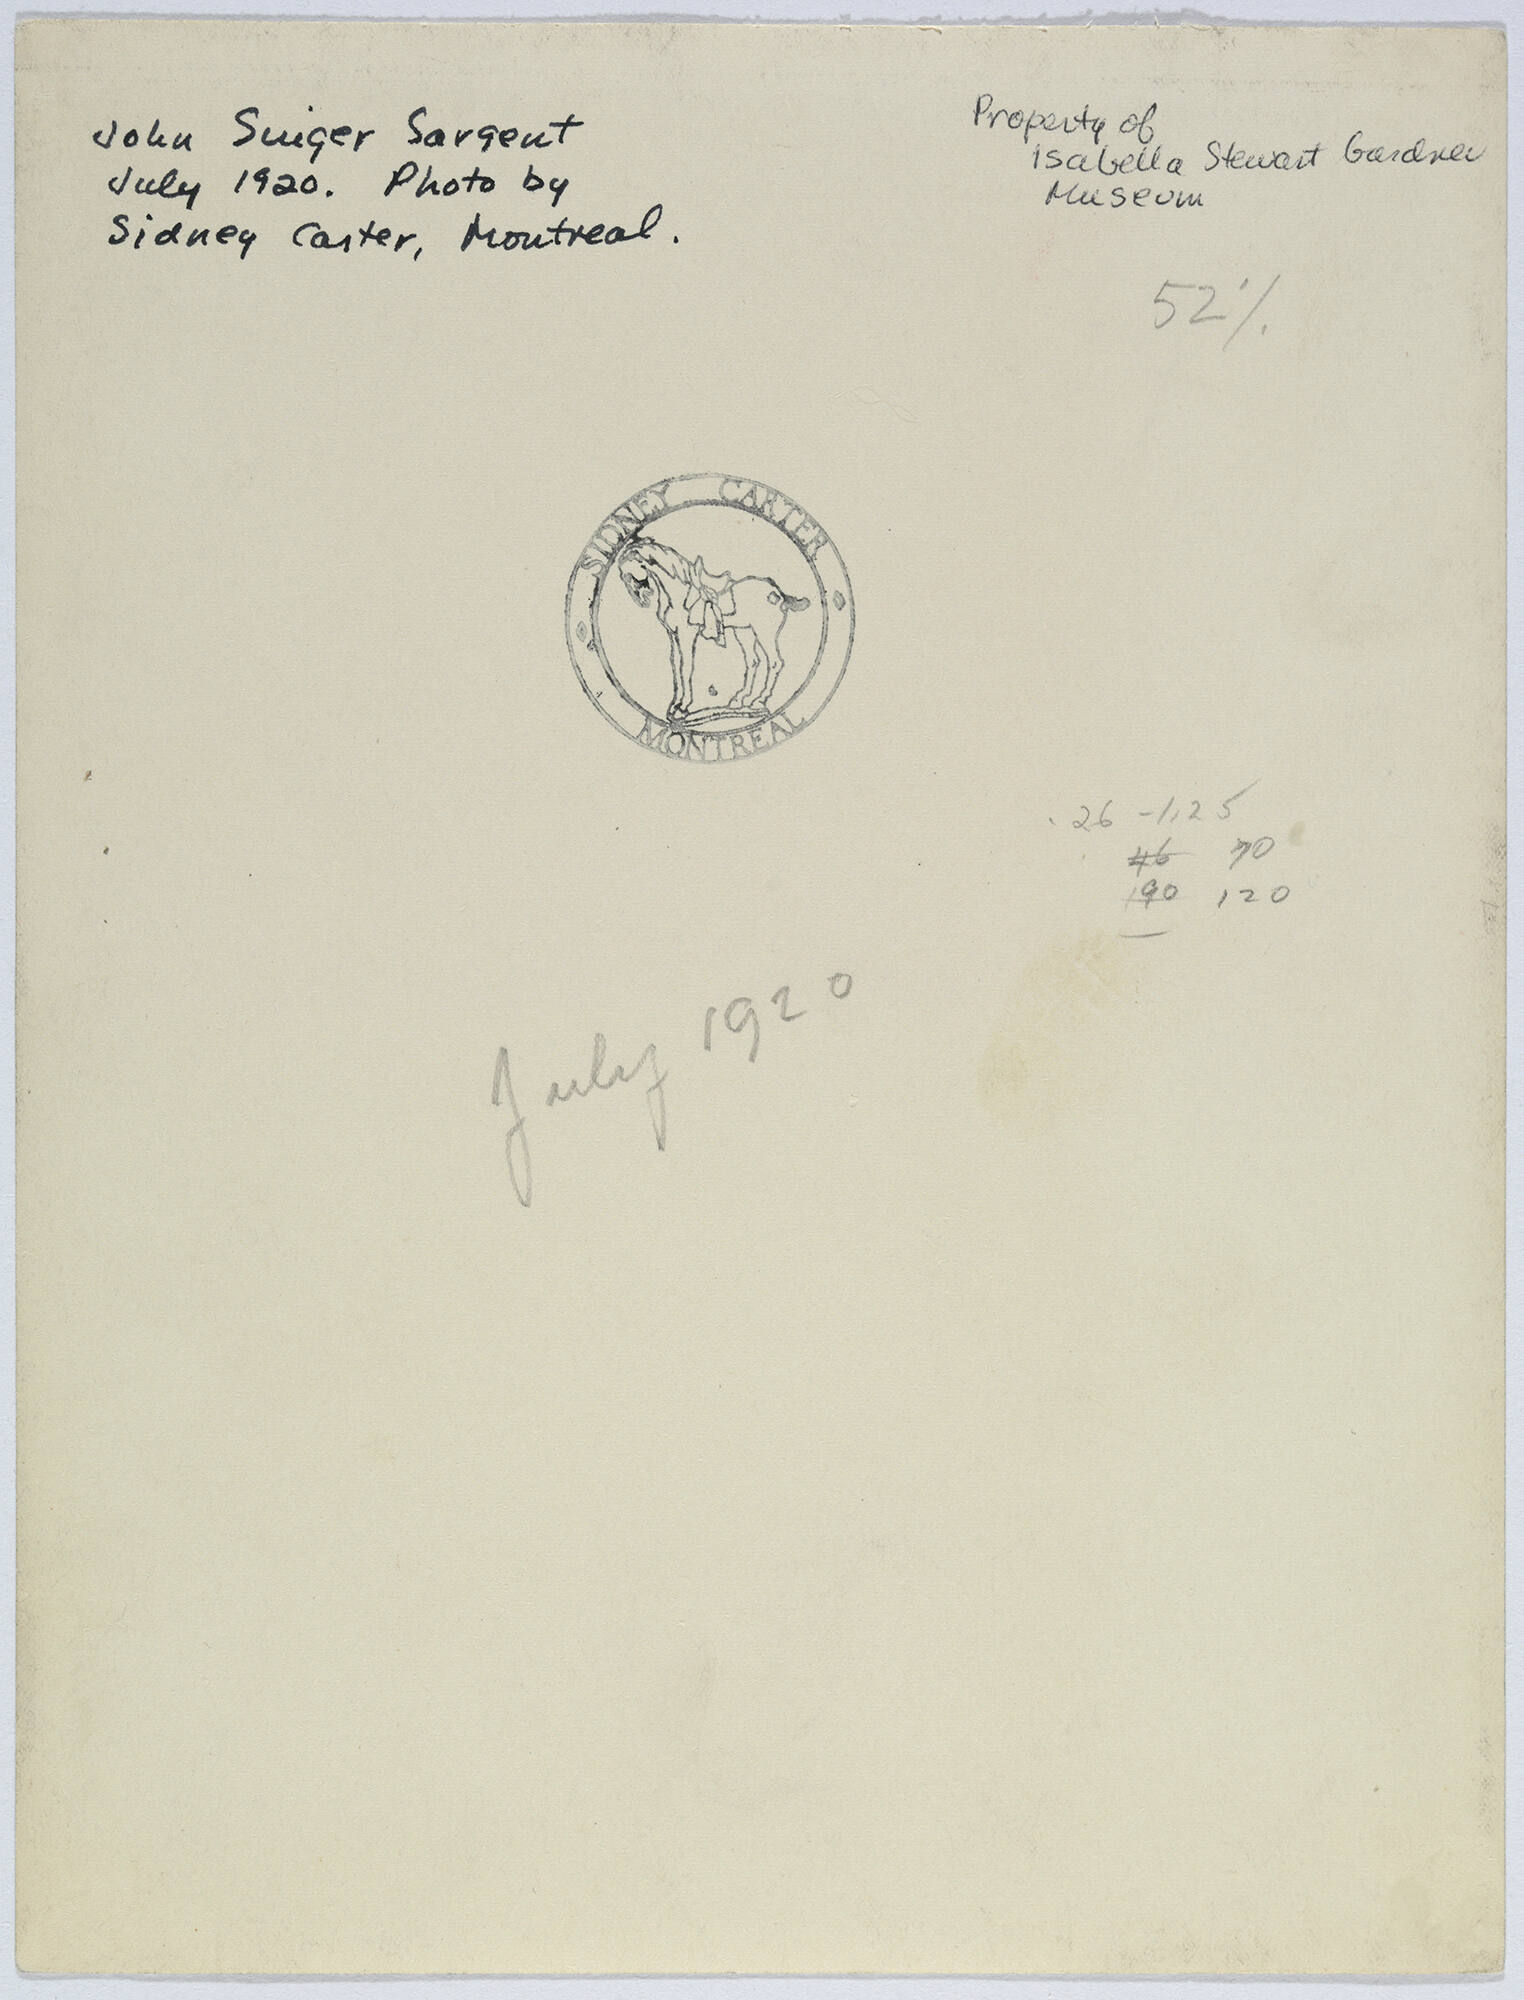 John Singer Sargent
July 1920. Photo by
Sidney Carter, Montreal.
Property of
Isabella Stewart Gardner
Museum
52%
SIDNEY CARTER
MONTREAL
26 - 1.25
46 70
190 120
July 1920